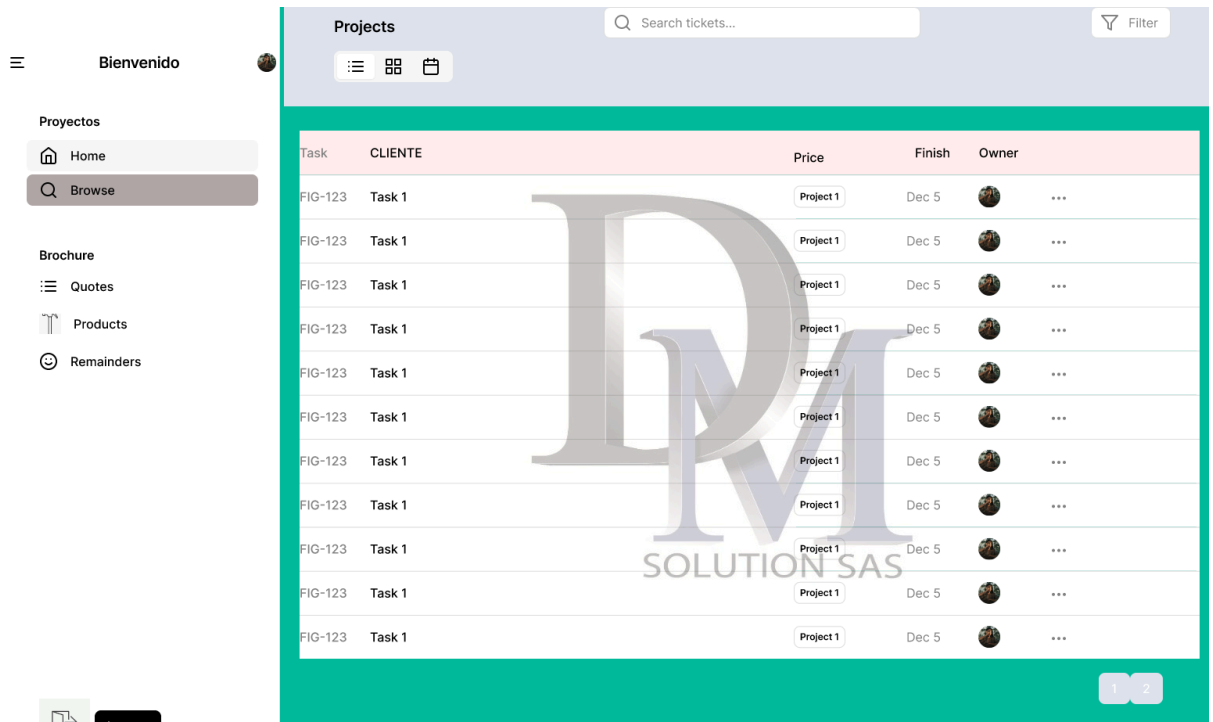 Bienvenido
Proyectos
Home
Browse
Brochure
Quotes
Products
Remainders
Projects
Search tickets...
Filter
Task CLIENTE Price Finish Owner
FIG-123 Task 1 Project 1 Dec 5
FIG-123 Task 1 Project 1 Dec 5
FIG-123 Task 1 Project 1 Dec 5
FIG-123 Task 1 Project 1 Dec 5
FIG-123 Task 1 Project 1 Dec 5
FIG-123 Task 1 Project 1 Dec 5
FIG-123 Task 1 Project 1 Dec 5
FIG-123 Task 1 Project 1 Dec 5
FIG-123 Task 1 Project 1 Dec 5
FIG-123 Task 1 Project 1 Dec 5
FIG-123 Task 1 Project 1 Dec 5
DM
SOLUTION SAS
1 2